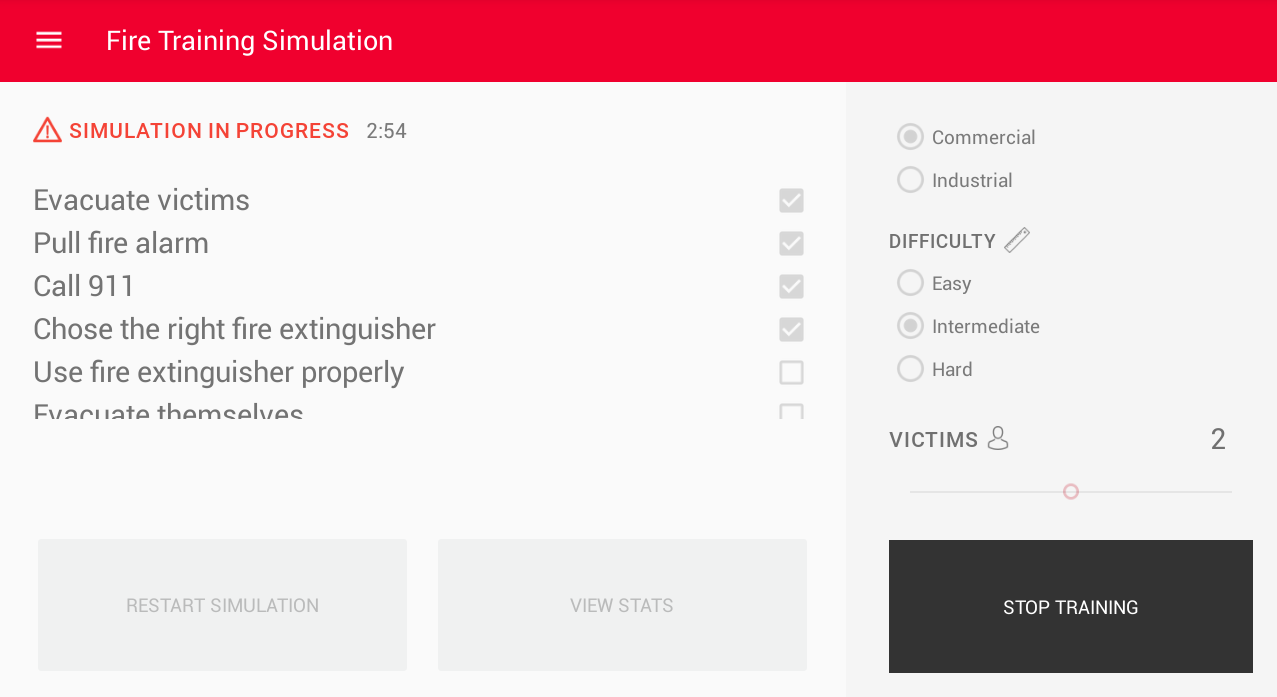 Fire Training Simulation
SIMULATION IN PROGRESS 2:54
Evacuate victims
Pull fire alarm
Call 911
Chose the right fire extinguisher
Use fire extinguisher properly
Evacuate themselves
RESTART SIMULATION
VIEW STATS
Commercial
Industrial
DIFFICULTY
Easy
Intermediate
Hard
VICTIMS 2
STOP TRAINING